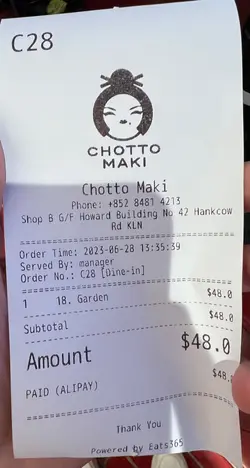 C28
CHOTTO
MAKI
Chotto Maki
Phone: +852 8481 4213
Shop B G/F Howard Building No 42 Hankcow
Rd KLN
Order Time: 2023-06-28 13:35:39
Served By: manager
Order No.: C28 [Dine-in]
1 18. Garden $48.0
Subtotal $48.0
Amount $48.0
PAID (ALIPAY) $48.
Thank You
Powered by Eats365